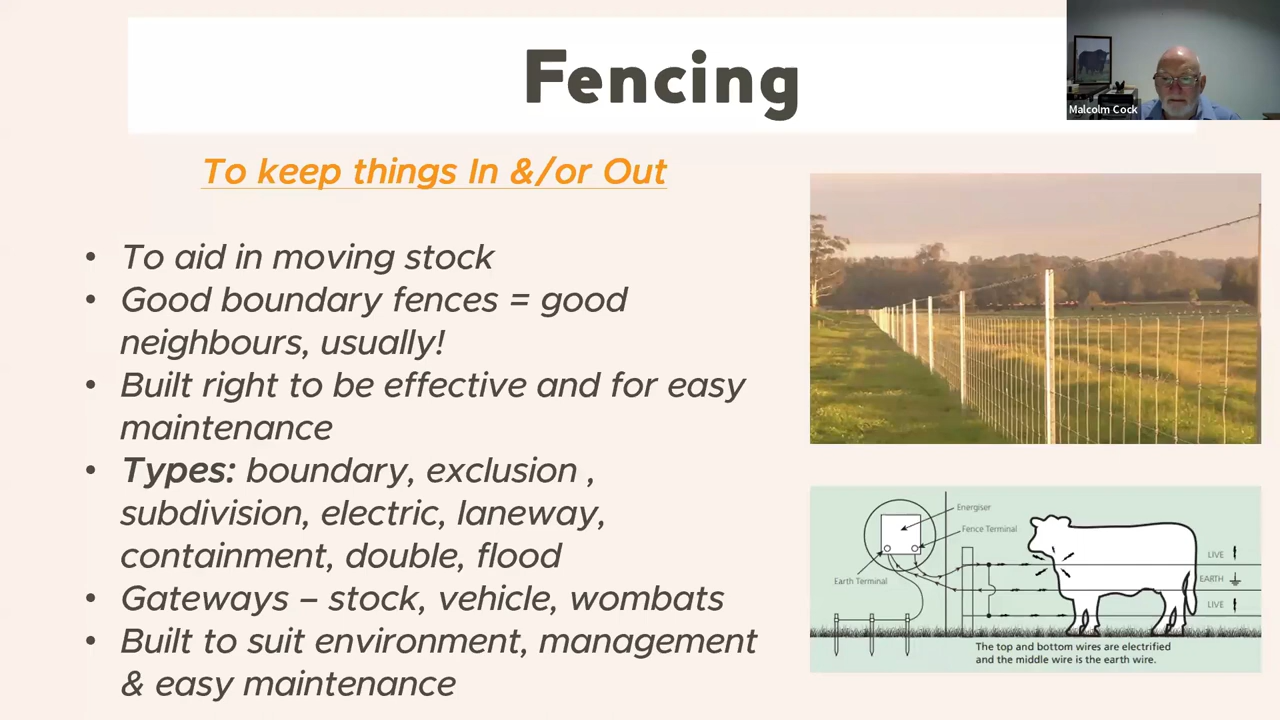 Fencing
Malcolm Cock
To keep things In &/or Out
• To aid in moving stock
• Good boundary fences = good
neighbours, usually!
• Built right to be effective and for easy
maintenance
• Types: boundary, exclusion ,
subdivision, electric, laneway,
containment, double, flood
• Gateways – stock, vehicle, wombats
• Built to suit environment, management
& easy maintenance
Energiser
Fence Terminal
Earth Terminal
LIVE
EARTH
LIVE
The top and bottom wires are electrified
and the middle wire is the earth wire.